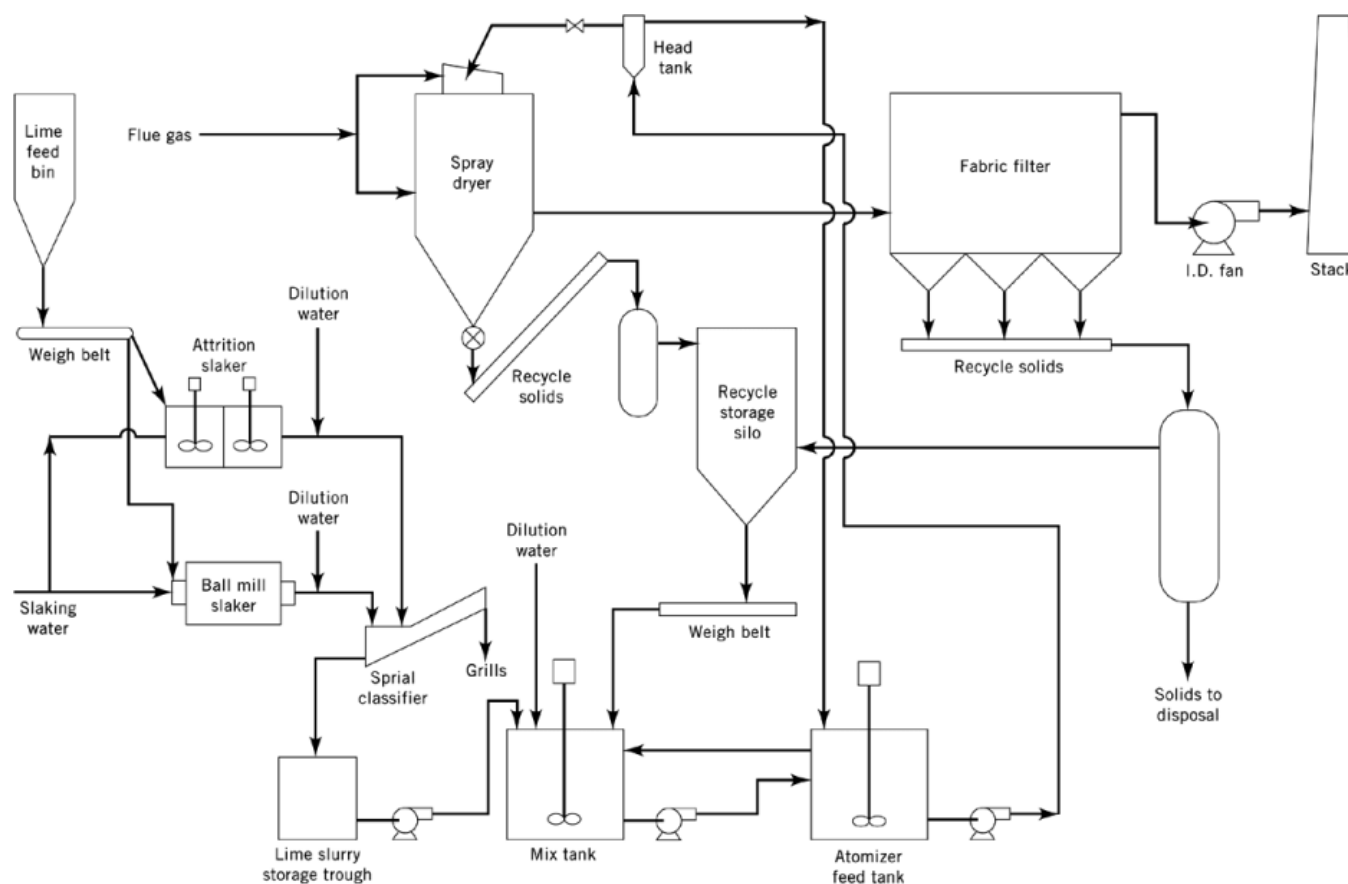 Head
tank
Lime
feed
bin
Flue gas
Spray
dryer
Fabric filter
I.D. fan
Stack
Dilution
water
Weigh belt
Attrition
slaker
Recycle
solids
Recycle
storage
silo
Recycle solids
Dilution
water
Dilution
water
Ball mill
slaker
Slaking
water
Weigh belt
Sprial
classifier
Grills
Solids to
disposal
Lime slurry
storage trough
Mix tank
Atomizer
feed tank